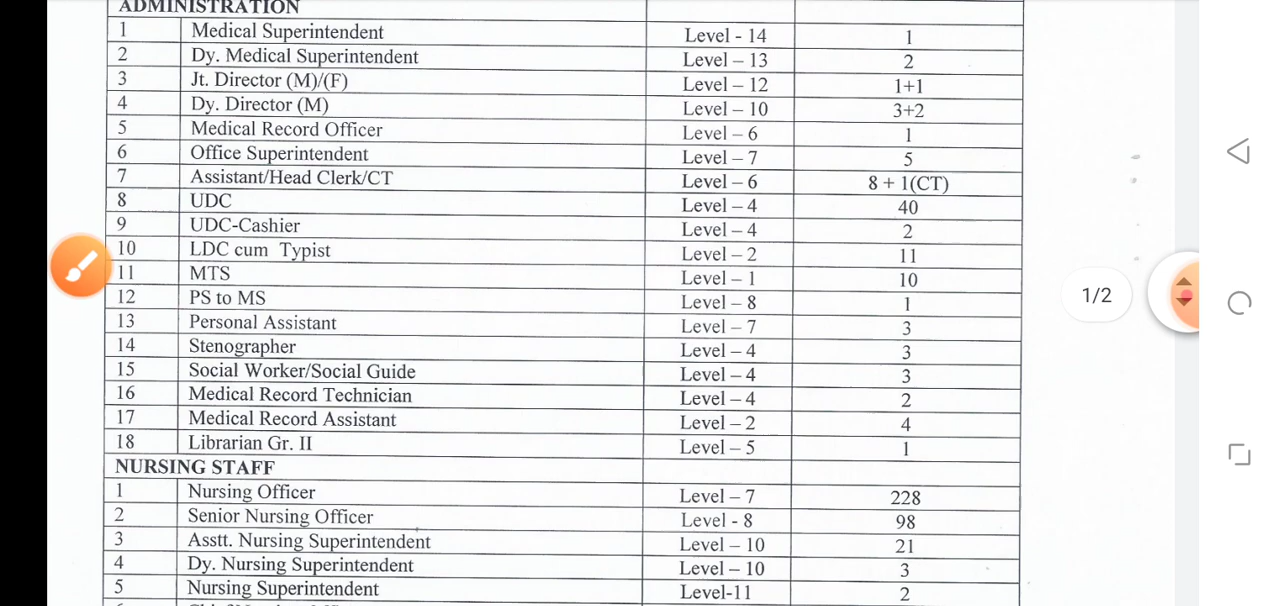 ADMINISTRATION
1 Medical Superintendent Level - 14 1
2 Dy. Medical Superintendent Level – 13 2
3 Jt. Director (M)/(F) Level – 12 1+1
4 Dy. Director (M) Level – 10 3+2
5 Medical Record Officer Level – 6 1
6 Office Superintendent Level – 7 5
7 Assistant/Head Clerk/CT Level – 6 8 + 1(CT)
8 UDC Level – 4 40
9 UDC-Cashier Level – 4 2
10 LDC cum Typist Level – 2 11
11 MTS Level – 1 10
12 PS to MS Level – 8 1
13 Personal Assistant Level – 7 3
14 Stenographer Level – 4 3
15 Social Worker/Social Guide Level – 4 3
16 Medical Record Technician Level – 4 2
17 Medical Record Assistant Level – 2 4
18 Librarian Gr. II Level – 5 1
NURSING STAFF
1 Nursing Officer Level – 7 228
2 Senior Nursing Officer Level - 8 98
3 Asstt. Nursing Superintendent Level – 10 21
4 Dy. Nursing Superintendent Level – 10 3
5 Nursing Superintendent Level-11 2
1/2